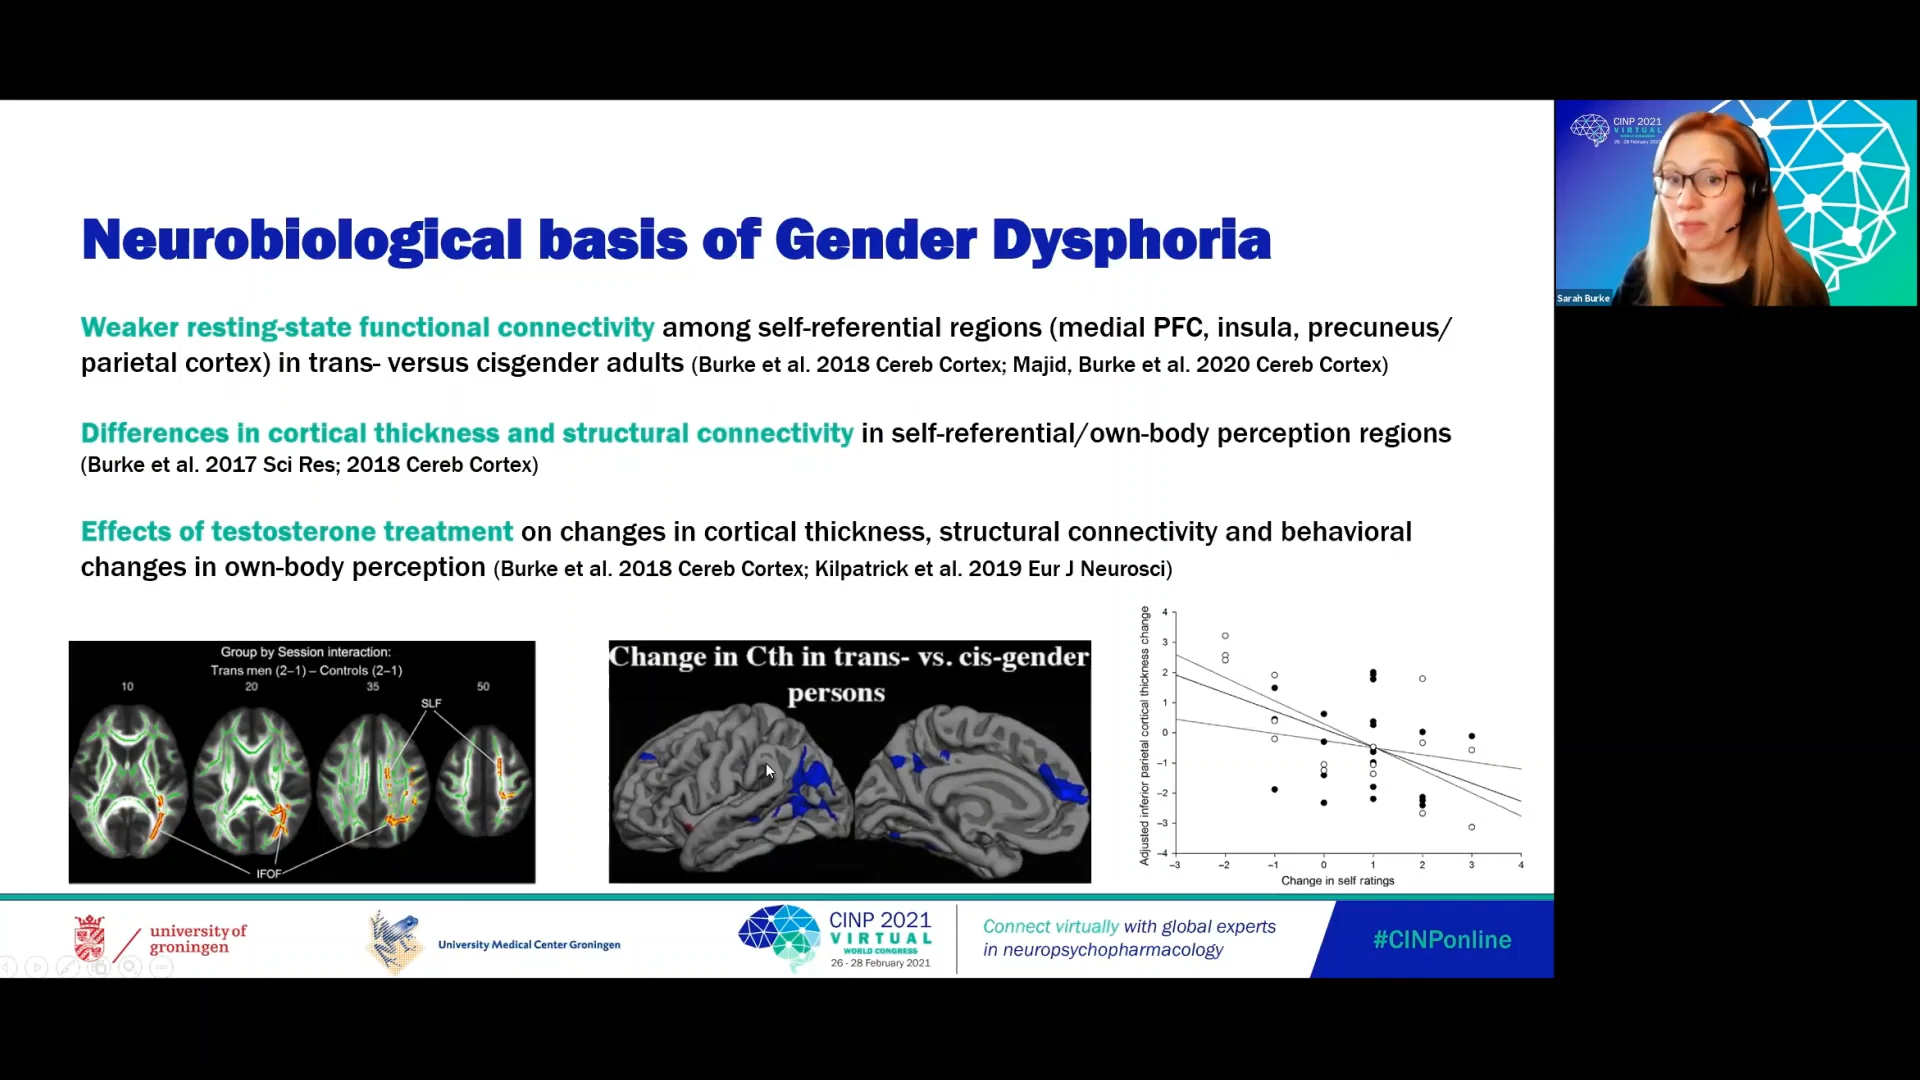 Neurobiological basis of Gender Dysphoria
Weaker resting-state functional connectivity among self-referential regions (medial PFC, insula, precuneus/
parietal cortex) in trans- versus cisgender adults (Burke et al. 2018 Cereb Cortex; Majid, Burke et al. 2020 Cereb Cortex)
Differences in cortical thickness and structural connectivity in self-referential/own-body perception regions
(Burke et al. 2017 Sci Res; 2018 Cereb Cortex)
Effects of testosterone treatment on changes in cortical thickness, structural connectivity and behavioral
changes in own-body perception (Burke et al. 2018 Cereb Cortex; Kilpatrick et al. 2019 Eur J Neurosci)
Group by Session interaction:
Trans men (2–1) – Controls (2–1)
10 20 35 50
SLF
IFOF
Change in Cth in trans- vs. cis-gender
persons
Adjusted inferior parietal cortical thickness change
4
3
2
1
0
−1
−2
−3
−4
−3 −2 −1 0 1 2 3 4
Change in self ratings
university of
groningen
University Medical Center Groningen
CINP 2021
VIRTUAL
WORLD CONGRESS
26 - 28 February 2021
Connect virtually with global experts
in neuropsychopharmacology
#CINPonline
CINP 2021
VIRTUAL
Sarah Burke